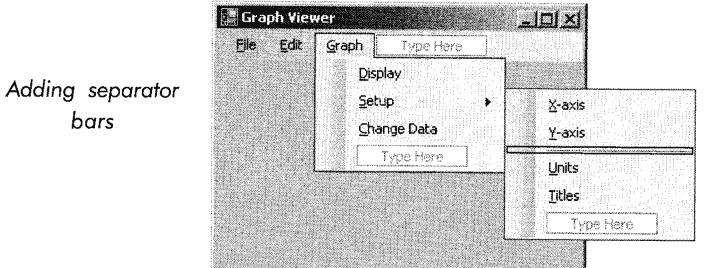 Adding separator
bars
Graph Viewer
File Edit Graph Type Here
Display
Setup
Change Data
Type Here
X-axis
Y-axis
Units
Titles
Type Here